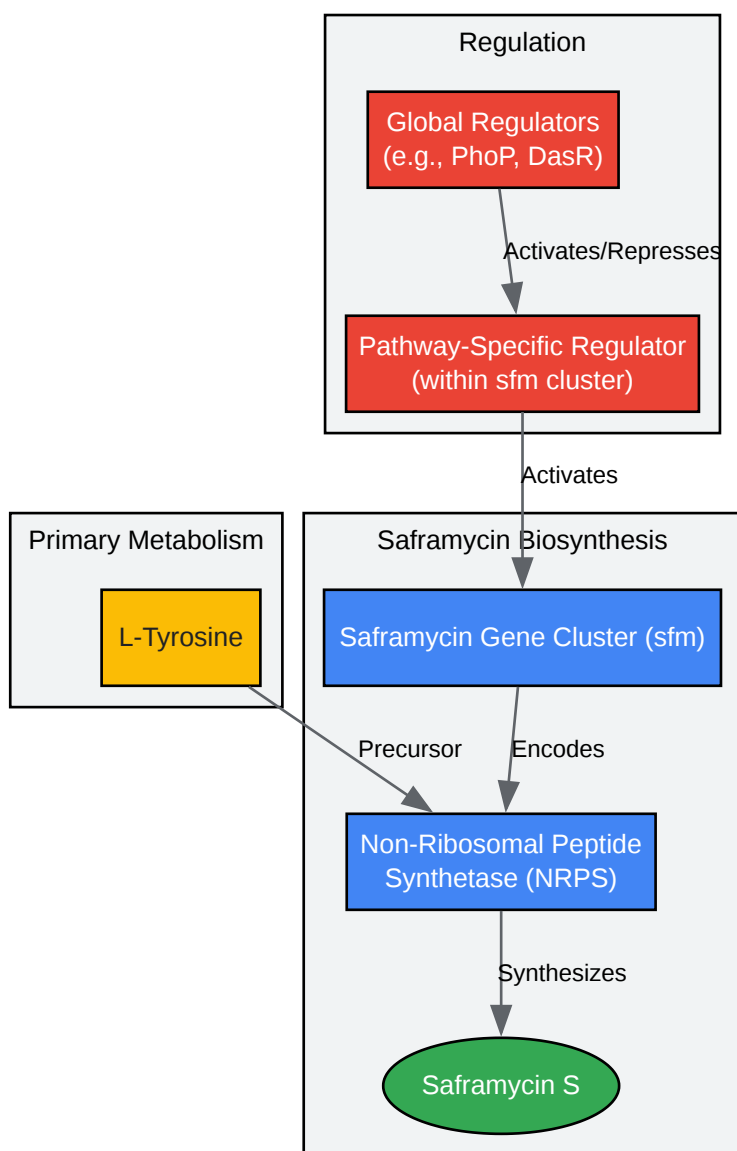 Regulation
Global Regulators
(e.g., PhoP, DasR)
Activates/Represses
Pathway-Specific Regulator
(within sfm cluster)
Activates
Primary Metabolism
Saframycin Biosynthesis
L-Tyrosine
Saframycin Gene Cluster (sfm)
Precursor
Encodes
Non-Ribosomal Peptide
Synthetase (NRPS)
Synthesizes
Saframycin S